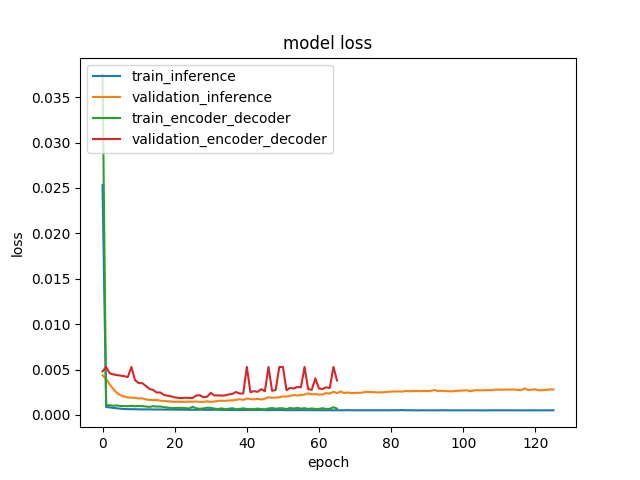 model loss
train_inference
validation_inference
train_encoder_decoder
validation_encoder_decoder
0.035
0.030
0.025
0.020
0.015
0.010
0.005
0.000
loss
0 20 40 60 80 100 120
epoch